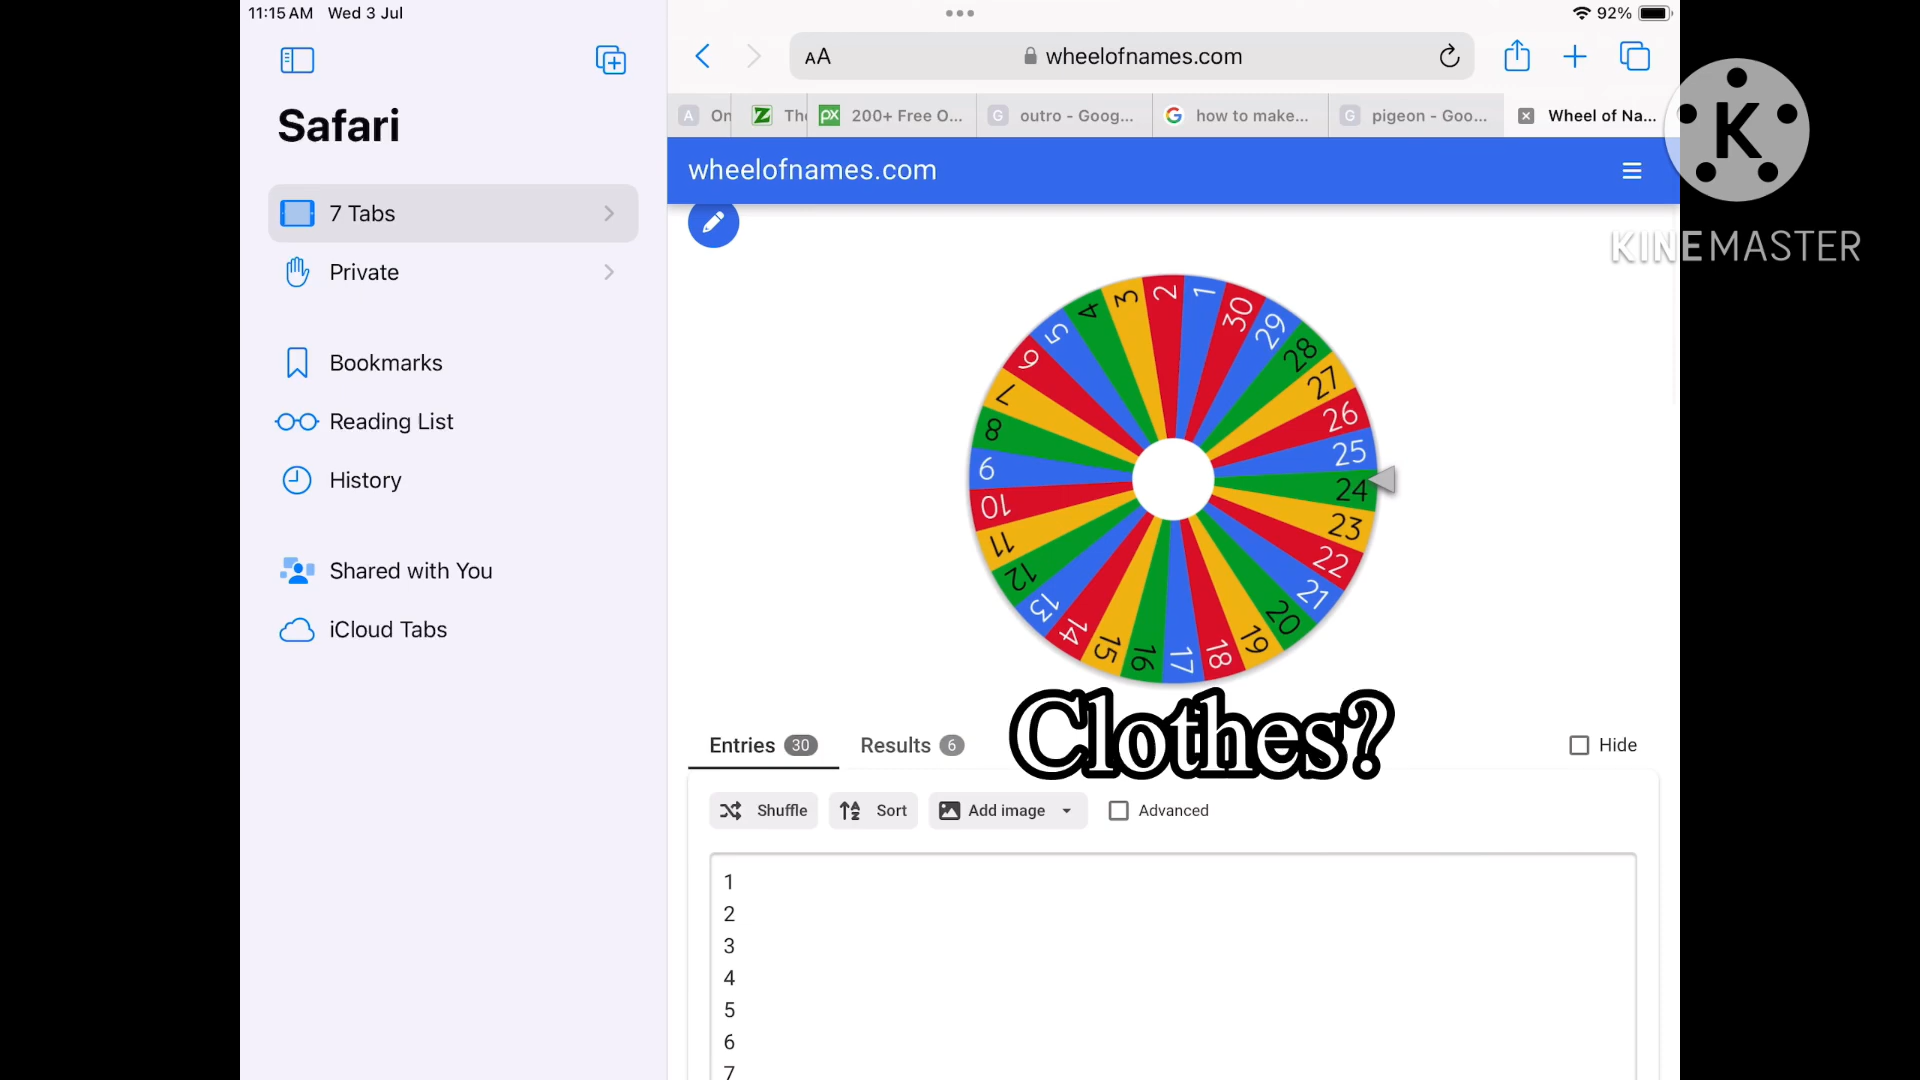 11:15 AM Wed 3 Jul
92%
Safari
7 Tabs
Private
Bookmarks
Reading List
History
Shared with You
iCloud Tabs
AA
wheelofnames.com
A On
Z The
px 200+ Free O...
G outro - Goog...
G how to make...
G pigeon - Goo...
Wheel of Na...
K
KINEMASTER
wheelofnames.com
1
2
3
4
5
6
7
8
9
10
11
12
13
14
15
16
17
18
19
20
21
22
23
24
25
26
27
28
29
30
Clothes?
Entries 30
Results 6
Hide
Shuffle
Sort
Add image
Advanced
1
2
3
4
5
6
7